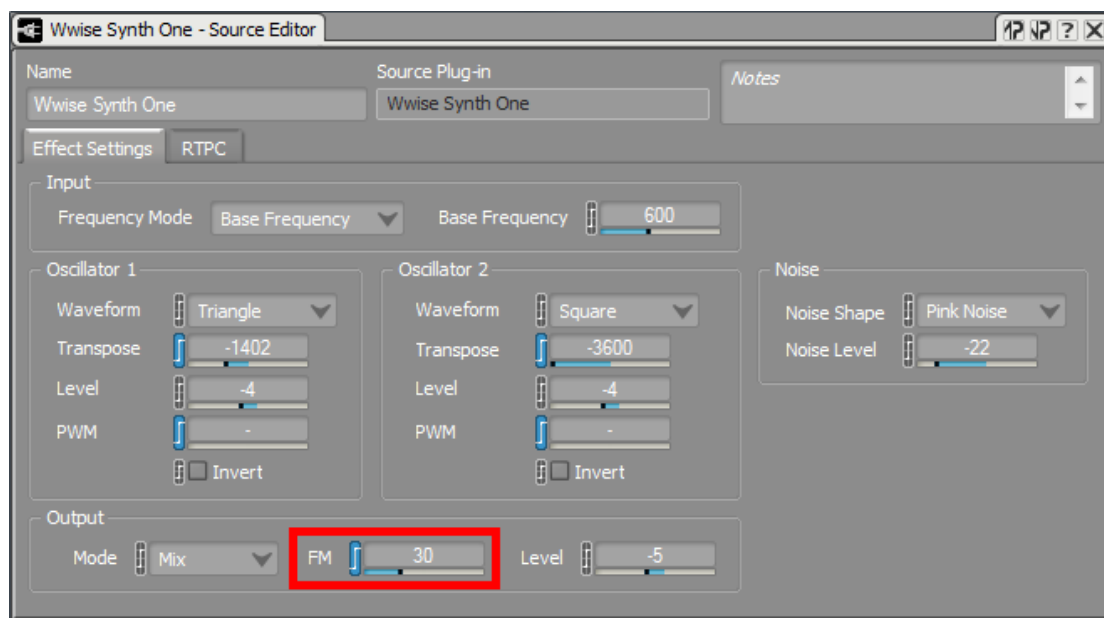 Wwise Synth One - Source Editor
Name Source Plug-in Notes
Wwise Synth One Wwise Synth One
Effect Settings RTPC
Input
Frequency Mode Base Frequency Base Frequency 600
Oscillator 1 Oscillator 2 Noise
Waveform Triangle Waveform Square Noise Shape Pink Noise
Transpose -1402 Transpose -3600 Noise Level -22
Level -4 Level -4
PWM - PWM -
Invert Invert
Output
Mode Mix FM 30 Level -5